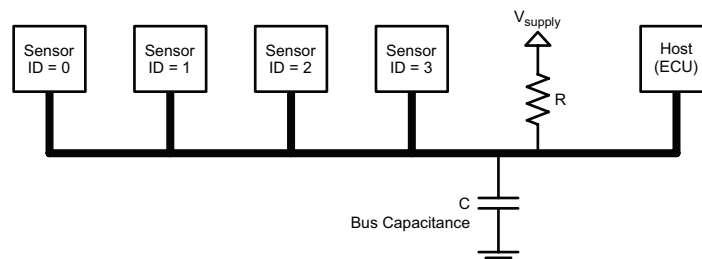 Sensor
ID = 0
Sensor
ID = 1
Sensor
ID = 2
Sensor
ID = 3
Vsupply
R
Host
(ECU)
C
Bus Capacitance